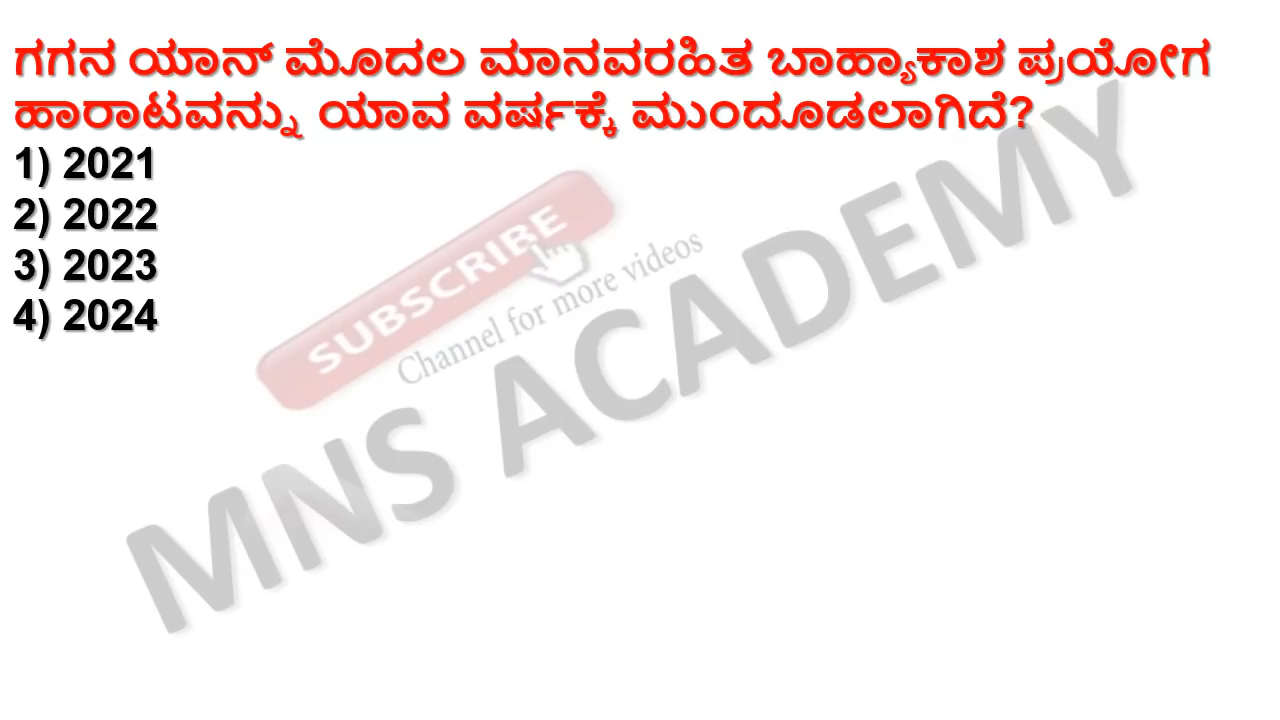 ಗಗನ ಯಾನ್ ಮೊದಲ ಮಾನವರಹಿತ ಬಾಹ್ಯಾಕಾಶ ಪ್ರಯೋಗ
ಹಾರಾಟವನ್ನು ಯಾವ ವರ್ಷಕ್ಕೆ ಮುಂದೂಡಲಾಗಿದೆ?
1) 2021
2) 2022
3) 2023
4) 2024
SUBSCRIBE
Channel for more videos
MNS ACADEMY